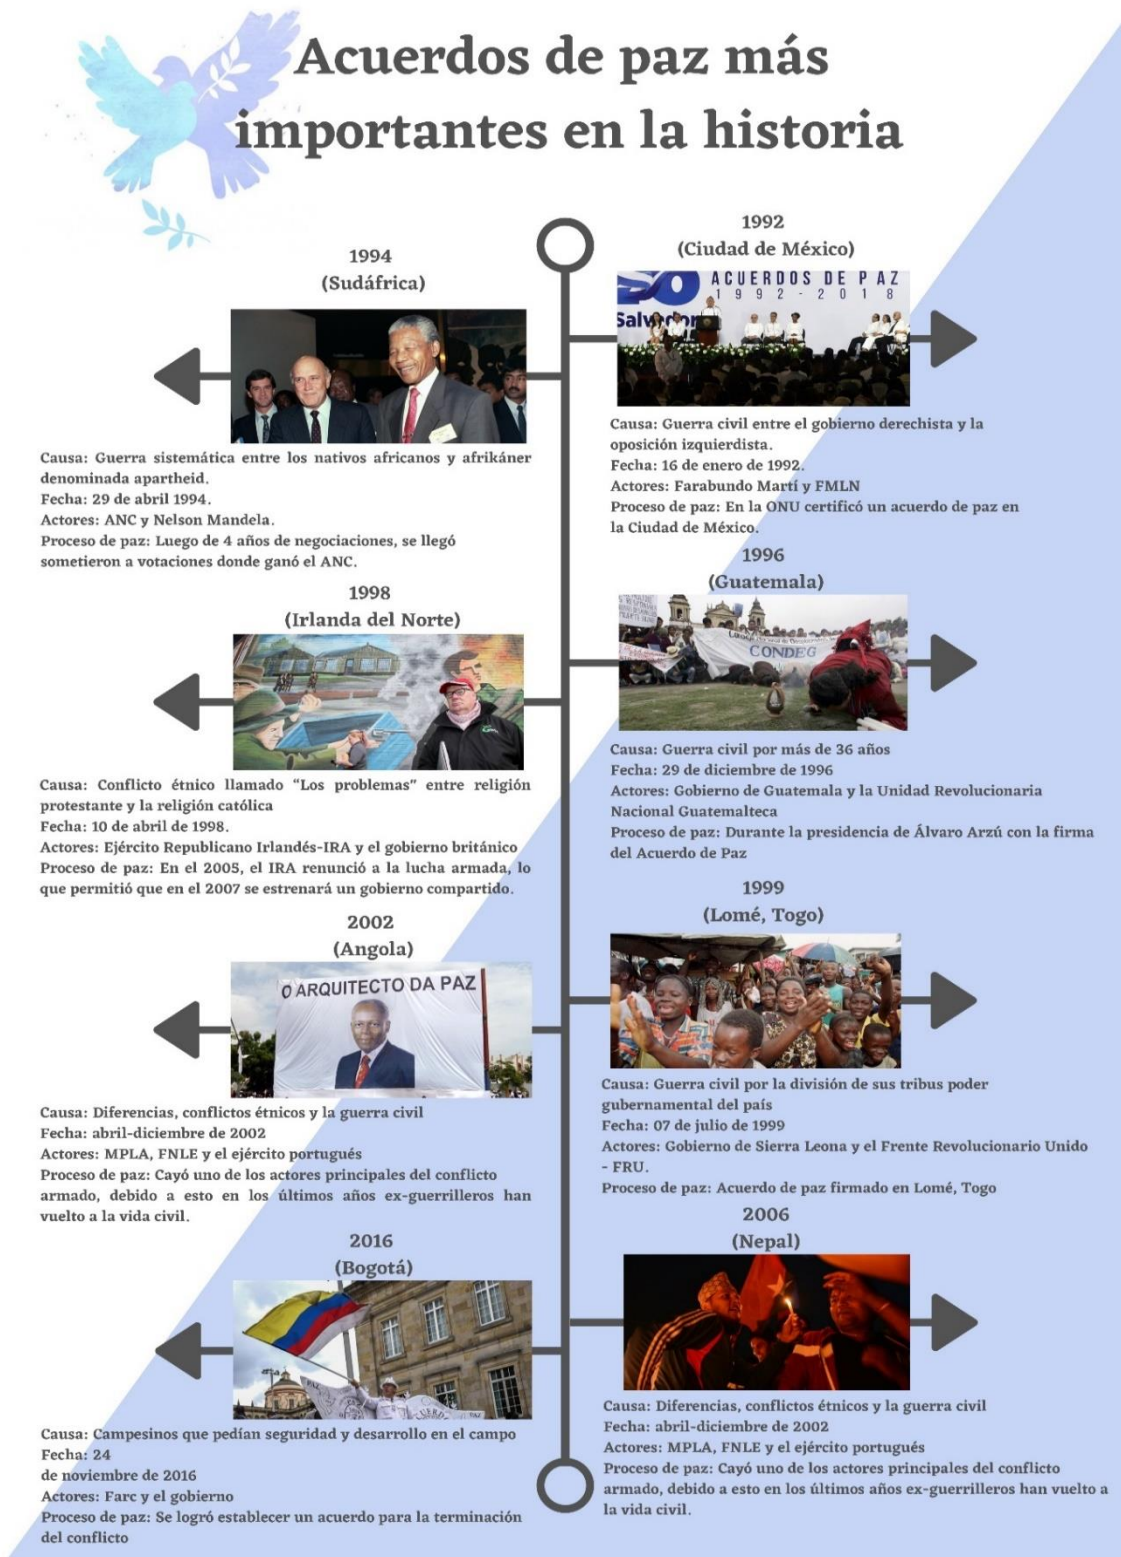 Acuerdos de paz más
importantes en la historia
1992
(Ciudad de México)
ACUERDOS DE PAZ
1992-2018
Salvador
Causa: Guerra civil entre el gobierno derechista y la
oposición izquierdista.
Fecha: 16 de enero de 1992.
Actores: Farabundo Martí y FMLN
Proceso de paz: En la ONU certificó un acuerdo de paz en
la Ciudad de México.
1994
(Sudáfrica)
Causa: Guerra sistemática entre los nativos africanos y afrikáner
denominada apartheid.
Fecha: 29 de abril 1994.
Actores: ANC y Nelson Mandela.
Proceso de paz: Luego de 4 años de negociaciones, se llegó
sometieron a votaciones donde ganó el ANC.
1996
(Guatemala)
CONDEG
Causa: Guerra civil por más de 36 años
Fecha: 29 de diciembre de 1996
Actores: Gobierno de Guatemala y la Unidad Revolucionaria
Nacional Guatemalteca
Proceso de paz: Durante la presidencia de Álvaro Arzú con la firma
del Acuerdo de Paz
1998
(Irlanda del Norte)
Causa: Conflicto étnico llamado “Los problemas” entre religión
protestante y la religión católica
Fecha: 10 de abril de 1998.
Actores: Ejército Republicano Irlandés-IRA y el gobierno británico
Proceso de paz: En el 2005, el IRA renunció a la lucha armada, lo
que permitió que en el 2007 se estrenará un gobierno compartido.
1999
(Lomé, Togo)
Causa: Guerra civil por la división de sus tribus poder
gubernamental del país
Fecha: 07 de julio de 1999
Actores: Gobierno de Sierra Leona y el Frente Revolucionario Unido
- FRU.
Proceso de paz: Acuerdo de paz firmado en Lomé, Togo
2002
(Angola)
O ARQUITECTO DA PAZ
Causa: Diferencias, conflictos étnicos y la guerra civil
Fecha: abril-diciembre de 2002
Actores: MPLA, FNLE y el ejército portugués
Proceso de paz: Cayó uno de los actores principales del conflicto
armado, debido a esto en los últimos años ex-guerrilleros han
vuelto a la vida civil.
2006
(Nepal)
Causa: Diferencias, conflictos étnicos y la guerra civil
Fecha: abril-diciembre de 2002
Actores: MPLA, FNLE y el ejército portugués
Proceso de paz: Cayó uno de los actores principales del conflicto
armado, debido a esto en los últimos años ex-guerrilleros han vuelto a
la vida civil.
2016
(Bogotá)
PAZ
Causa: Campesinos que pedían seguridad y desarrollo en el campo
Fecha: 24
de noviembre de 2016
Actores: Farc y el gobierno
Proceso de paz: Se logró establecer un acuerdo para la terminación
del conflicto